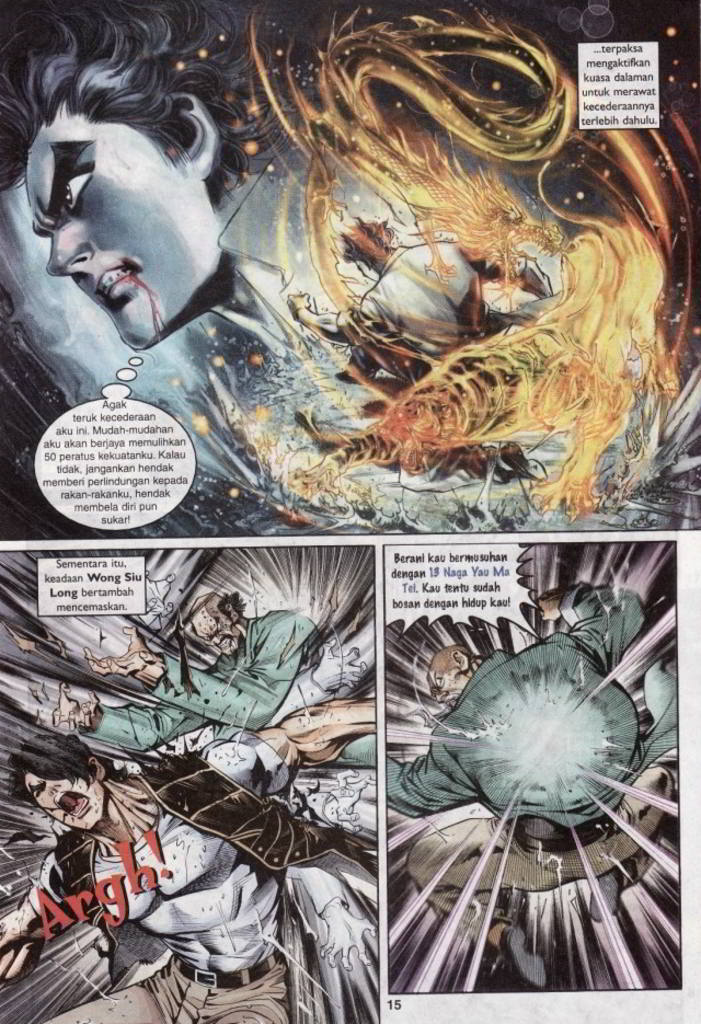 ...terpaksa
mengaktifkan
kuasa dalaman
untuk merawat
kecederaannya
terlebih dahulu.
Agak
teruk kecederaan
aku ini. Mudah-mudahan
aku akan berjaya memulihkan
50 peratus kekuatanku. Kalau
tidak, jangankan hendak
memberi perlindungan kepada
rakan-rakanku, hendak
membela diri pun
sukar!
Sementara itu,
keadaan Wong Siu
Long bertambah
mencemaskan.
Argh!
Berani kau bermusuhan
dengan 13 Naga Yau Ma
Tei. Kau tentu sudah
bosan dengan hidup kau!
15